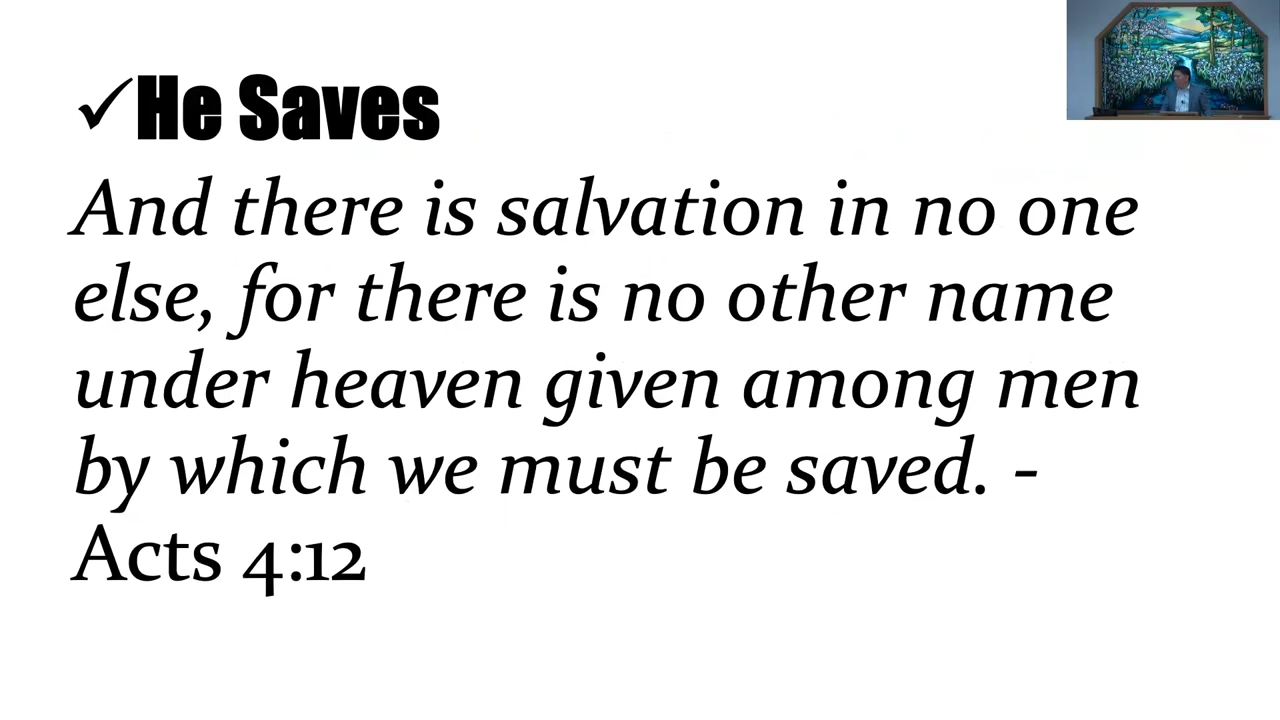 ✓He Saves
And there is salvation in no one
else, for there is no other name
under heaven given among men
by which we must be saved. -
Acts 4:12